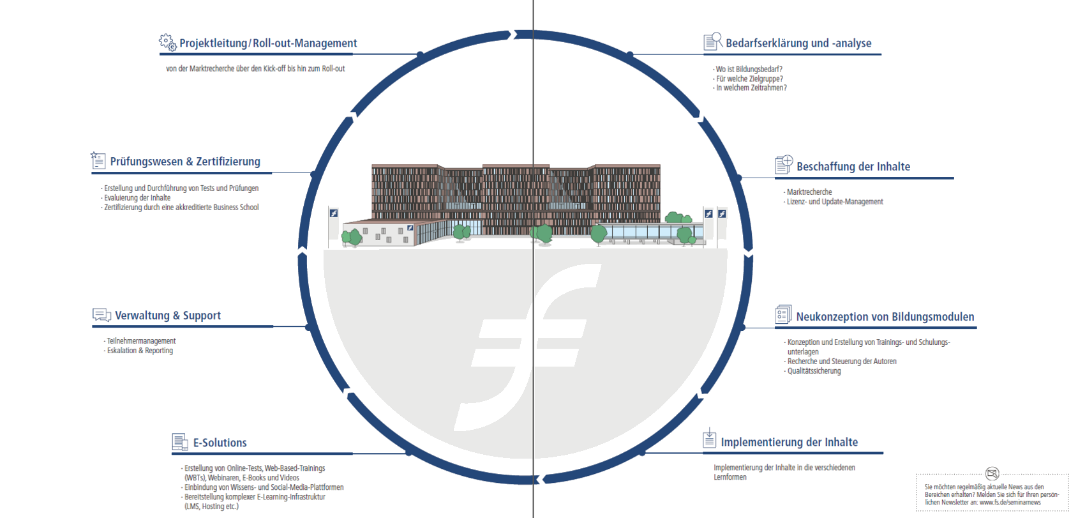 Projektleitung/Roll-out-Management
von der Marktrecherche über den Kick-off bis hin zum Roll-out
Bedarfserklärung und -analyse
· Wo ist Bildungsbedarf?
· Für welche Zielgruppe?
· In welchem Zeitrahmen?
Prüfungswesen & Zertifizierung
· Erstellung und Durchführung von Tests und Prüfungen
· Evaluierung der Inhalte
· Zertifizierung durch eine akkreditierte Business School
Beschaffung der Inhalte
· Marktrecherche
· Lizenz- und Update-Management
Verwaltung & Support
· Teilnehmermanagement
· Eskalation & Reporting
Neukonzeption von Bildungsmodulen
· Konzeption und Erstellung von Trainings- und Schulungs-
unterlagen
· Recherche und Steuerung der Autoren
· Qualitätssicherung
E-Solutions
· Erstellung von Online-Tests, Web-Based-Trainings
(WBTs), Webinaren, E-Books und Videos
· Einbindung von Wissens- und Social-Media-Plattformen
· Bereitstellung komplexer E-Learning-Infrastruktur
(LMS, Hosting etc.)
Implementierung der Inhalte
Implementierung der Inhalte in die verschiedenen
Lernformen
Sie möchten regelmäßig aktuelle News aus den
Bereichen erhalten? Melden Sie sich für Ihren persön-
lichen Newsletter an: www.fs.de/seminarnews